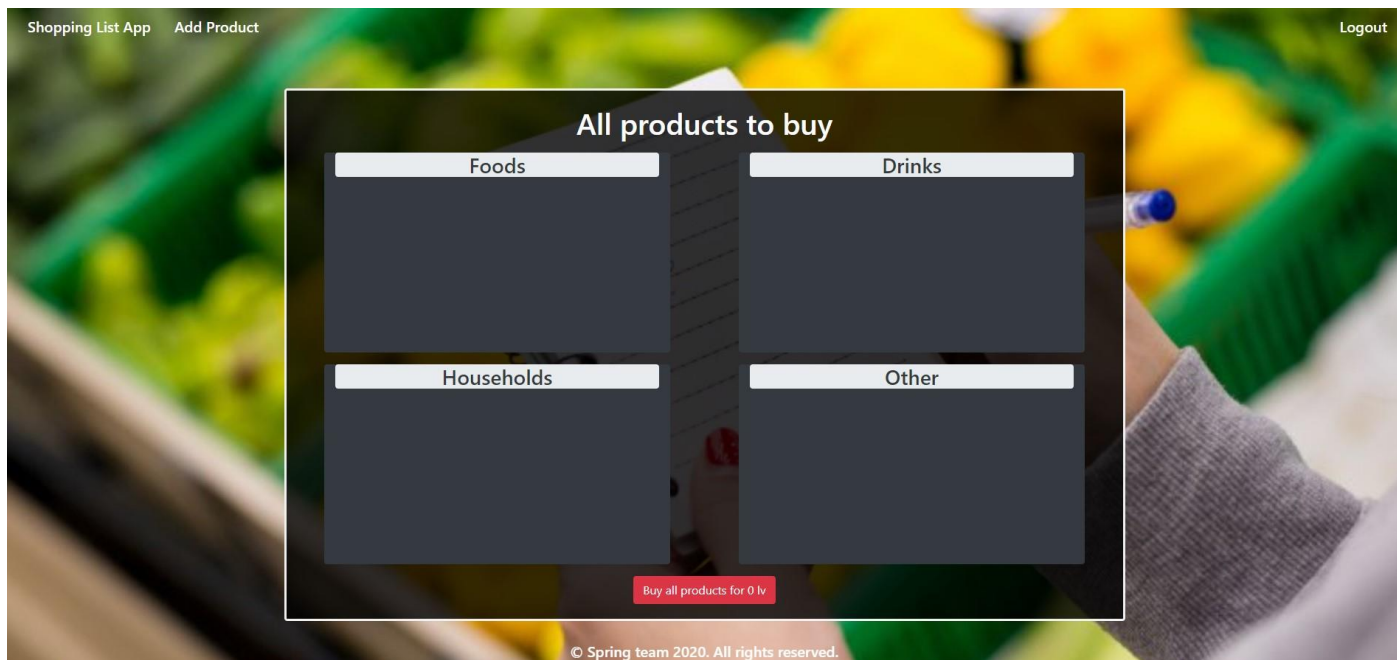 Shopping List App Add Product Logout
All products to buy
Foods
Drinks
Households
Other
Buy all products for 0 lv
© Spring team 2020. All rights reserved.